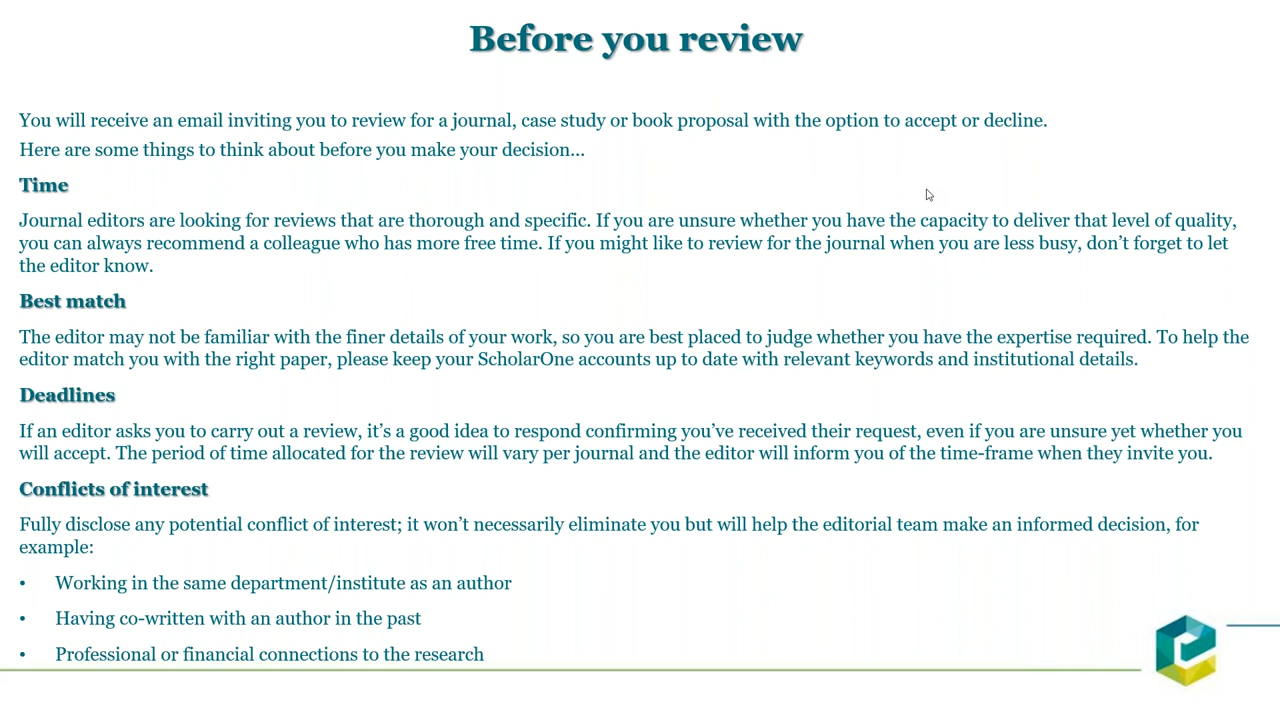 Before you review
You will receive an email inviting you to review for a journal, case study or book proposal with the option to accept or decline.
Here are some things to think about before you make your decision...
Time
Journal editors are looking for reviews that are thorough and specific. If you are unsure whether you have the capacity to deliver that level of quality,
you can always recommend a colleague who has more free time. If you might like to review for the journal when you are less busy, don’t forget to let
the editor know.
Best match
The editor may not be familiar with the finer details of your work, so you are best placed to judge whether you have the expertise required. To help the
editor match you with the right paper, please keep your ScholarOne accounts up to date with relevant keywords and institutional details.
Deadlines
If an editor asks you to carry out a review, it’s a good idea to respond confirming you’ve received their request, even if you are unsure yet whether you
will accept. The period of time allocated for the review will vary per journal and the editor will inform you of the time-frame when they invite you.
Conflicts of interest
Fully disclose any potential conflict of interest; it won’t necessarily eliminate you but will help the editorial team make an informed decision, for
example:
• Working in the same department/institute as an author
• Having co-written with an author in the past
• Professional or financial connections to the research